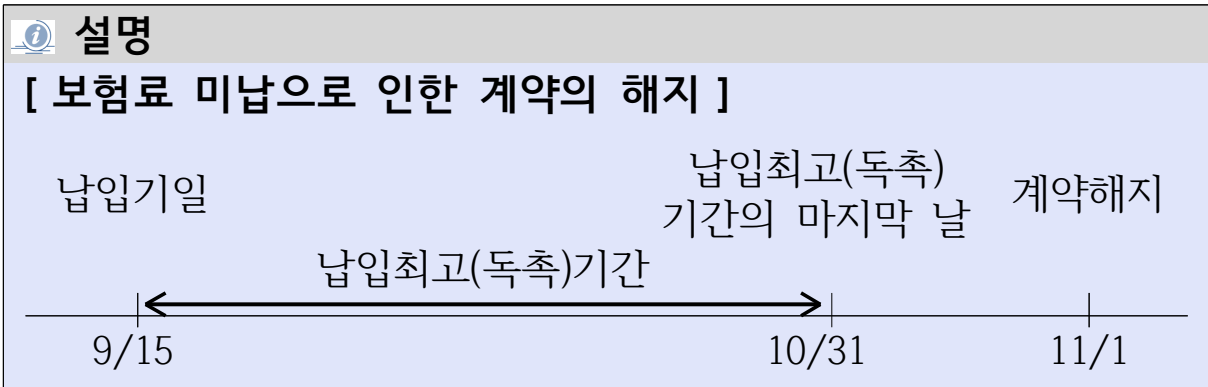 설명
[ 보험료 미납으로 인한 계약의 해지 ]
납입기일
납입최고(독촉)
기간의 마지막 날
계약해지
납입최고(독촉)기간
9/15
10/31
11/1